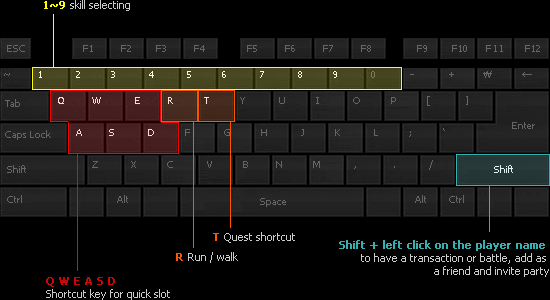 1~9 skill selecting
ESC F1 F2 F3 F4 F5 F6 F7 F8 F9 F10 F11 F12
~ 1 2 3 4 5 6 7 8 9 0 - + ₩ ←
Tab Q W E R T Y U I O P [ ]
Enter
Caps Lock A S D F G H J K L ; '
Shift Z X C V B N M , . / Shift
Ctrl Alt Space Alt Ctrl
T Quest shortcut
R Run / walk
Shift + left click on the player name
to have a transaction or battle, add as
a friend and invite party
Q W E A S D
Shortcut key for quick slot